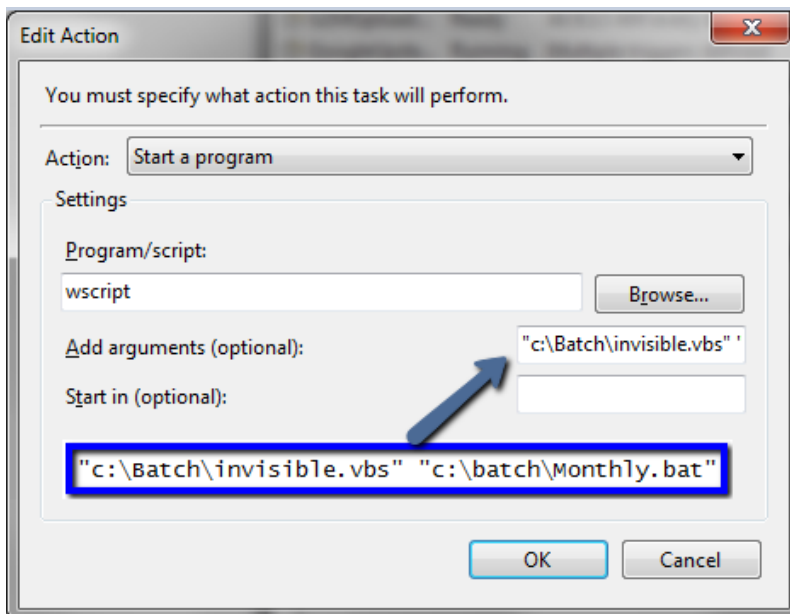 Edit Action
You must specify what action this task will perform.
Action: Start a program
Settings
Program/script:
wscript
Browse...
Add arguments (optional): "c:\Batch\invisible.vbs" "
Start in (optional):
"c:\Batch\invisible.vbs" "c:\batch\Monthly.bat"
OK Cancel